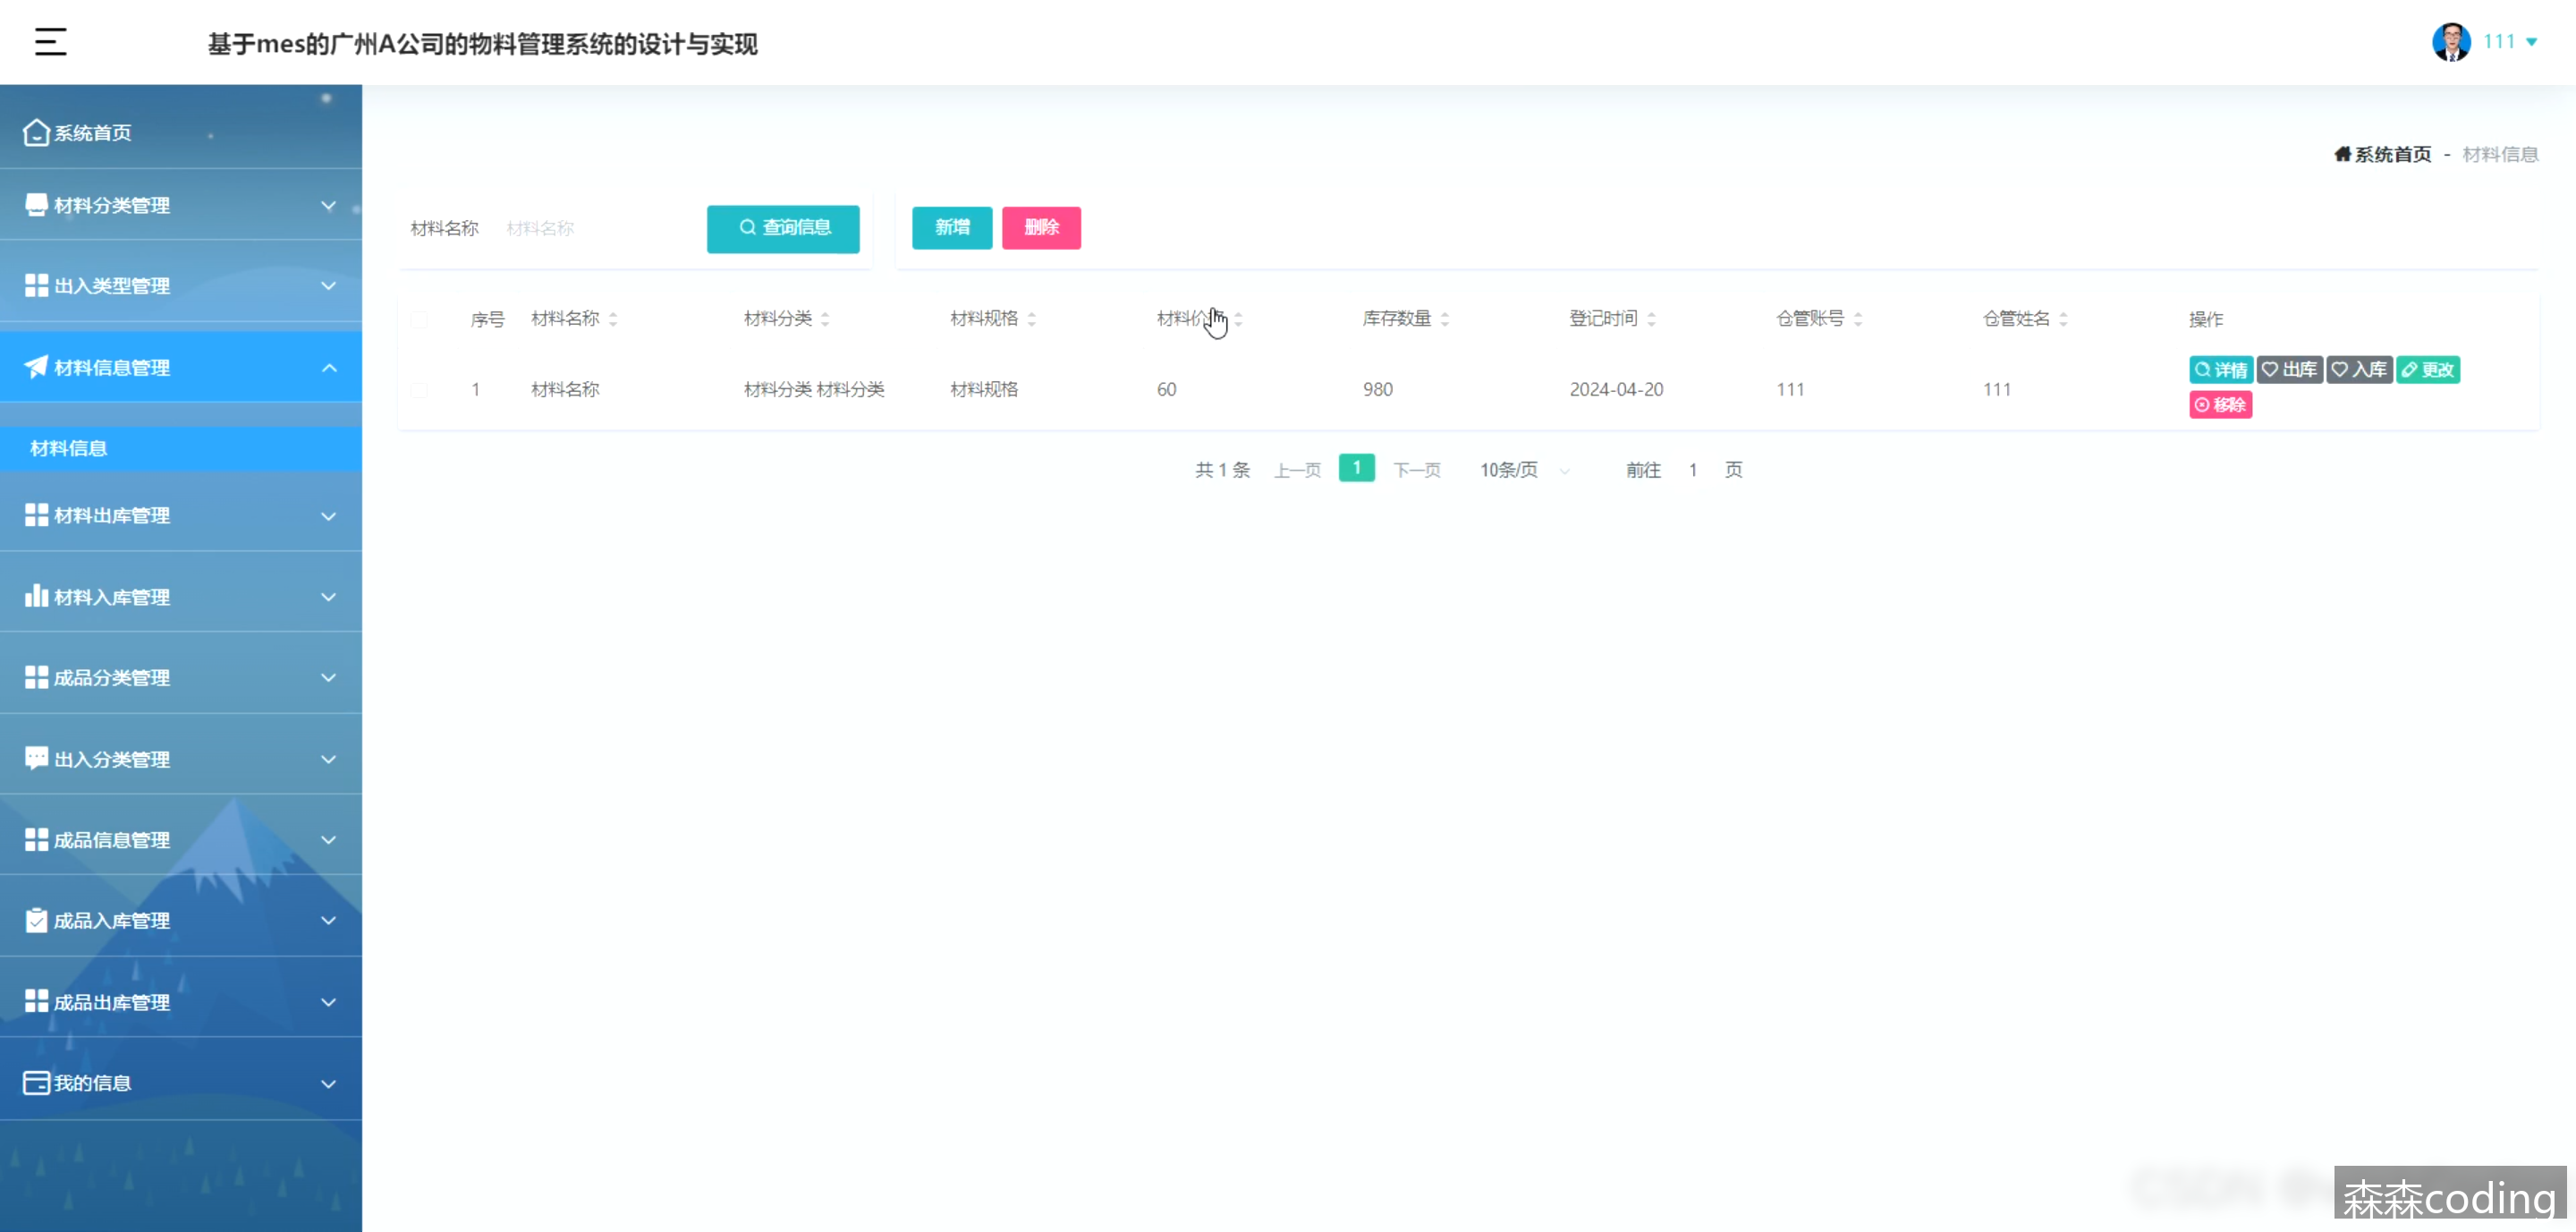 基于mes的广州A公司的物料管理系统的设计与实现
111
系统首页
材料分类管理
出入类型管理
材料信息管理
材料信息
材料出库管理
材料入库管理
成品分类管理
出入分类管理
成品信息管理
成品入库管理
成品出库管理
我的信息
系统首页 - 材料信息
材料名称 材料名称 查询信息 新增 删除
序号 材料名称 材料分类 材料规格 材料价 库存数量 登记时间 仓管账号 仓管姓名 操作
1 材料名称 材料分类 材料分类 材料规格 60 980 2024-04-20 111 111 详情 出库 入库 更改
移除
共 1 条 上一页 1 下一页 10条/页 前往 1 页
CSDN
森森coding